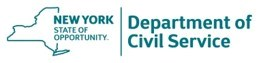 NEW YORK
STATE OF
OPPORTUNITY.
Department of
Civil Service